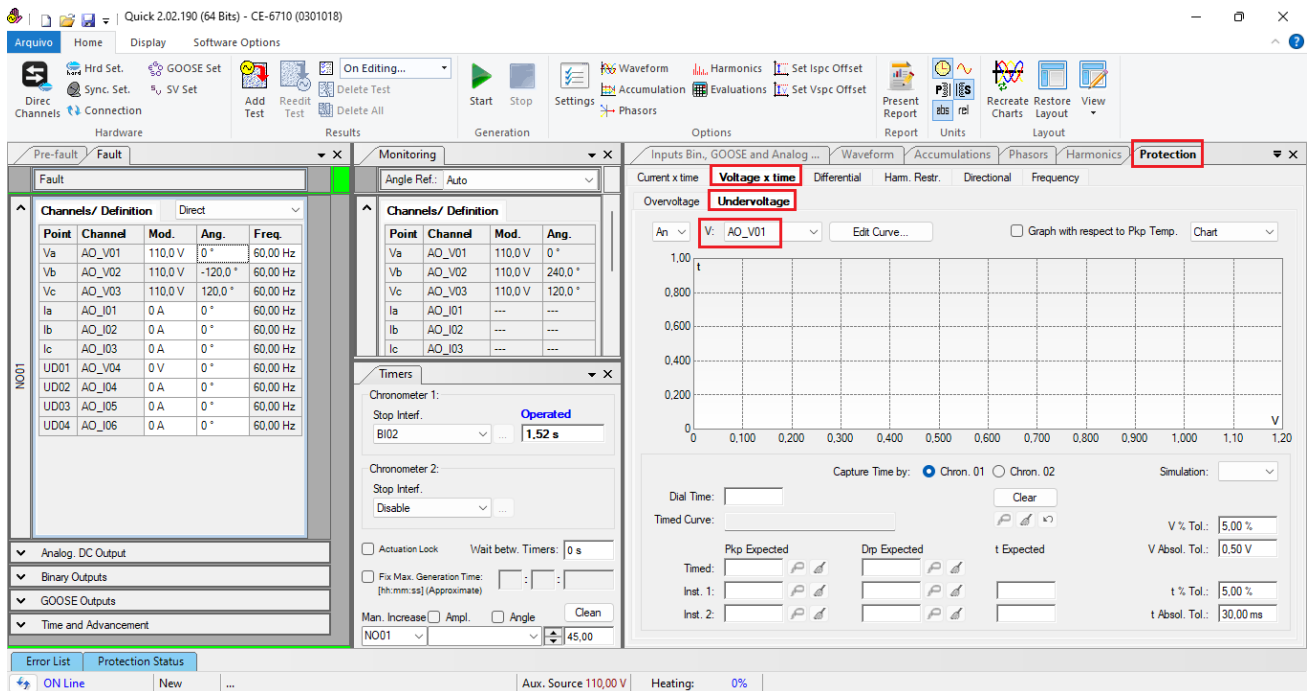 Quick 2.02.190 (64 Bits) - CE-6710 (0301018)
Arquivo Home Display Software Options
Hrd Set. GOOSE Set On Editing... Waveform Harmonics Set Ispc Offset
Sync. Set. SV Set Delete Test Accumulation Evaluations Set Vspc Offset
Connection Delete All Phasors
Direc Channels Add Test Reedit Test Start Stop Settings Present Report abs rel Recreate Charts Restore Layout View
Hardware Results Generation Options Report Units Layout
Pre-fault Fault
Fault
Channels/ Definition Direct
Point Channel Mod. Ang. Freq.
Va AO_V01 110,0 V 0 ° 60,00 Hz
Vb AO_V02 110,0 V -120,0 ° 60,00 Hz
Vc AO_V03 110,0 V 120,0 ° 60,00 Hz
Ia AO_I01 0 A 0 ° 60,00 Hz
Ib AO_I02 0 A 0 ° 60,00 Hz
Ic AO_I03 0 A 0 ° 60,00 Hz
UD01 AO_V04 0 V 0 ° 60,00 Hz
UD02 AO_I04 0 A 0 ° 60,00 Hz
UD03 AO_I05 0 A 0 ° 60,00 Hz
UD04 AO_I06 0 A 0 ° 60,00 Hz
NO01
Analog. DC Output
Binary Outputs
GOOSE Outputs
Time and Advancement
Monitoring
Angle Ref.: Auto
Channels/ Definition
Point Channel Mod. Ang.
Va AO_V01 110,0 V 0 °
Vb AO_V02 110,0 V 240,0 °
Vc AO_V03 110,0 V 120,0 °
Ia AO_I01 --- ---
Ib AO_I02 --- ---
Ic AO_I03 --- ---
Timers
Chronometer 1:
Stop Interf. Operated
BI02 ... 1,52 s
Chronometer 2:
Stop Interf.
Disable ...
Actuation Lock Wait betw. Timers: 0 s
Fix Max. Generation Time: : :
[hh:mm:ss] (Approximate)
Man. Increase Ampl. Angle Clean
NO01 45,00
Inputs Bin., GOOSE and Analog ... Waveform Accumulations Phasors Harmonics Protection
Current x time Voltage x time Differential Harm. Restr. Directional Frequency
Overvoltage Undervoltage
An V: AO_V01 Edit Curve... Graph with respect to Pkp Temp. Chart
1,00 t
0,800
0,600
0,400
0,200
0 V
0 0,100 0,200 0,300 0,400 0,500 0,600 0,700 0,800 0,900 1,000 1,10 1,20
Capture Time by: Chron. 01 Chron. 02 Simulation:
Dial Time: Clear
Timed Curve: V % Tol.: 5,00 %
Pkp Expected Drp Expected t Expected V Absol. Tol.: 0,50 V
Timed:
Inst. 1: t % Tol.: 5,00 %
Inst. 2: t Absol. Tol.: 30,00 ms
Error List Protection Status
ON Line New ... Aux. Source 110,00 V Heating: 0%